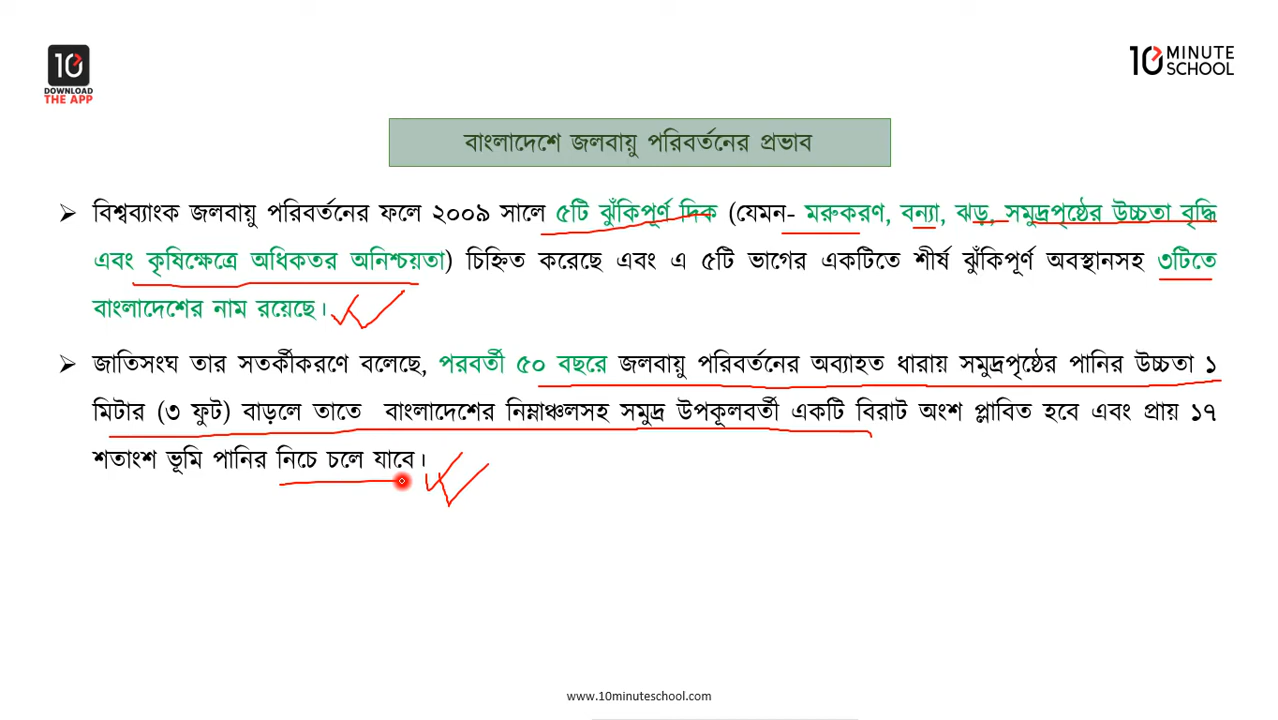 10
DOWNLOAD
THE APP
10 MINUTE
SCHOOL
বাংলাদেশে জলবায়ু পরিবর্তনের প্রভাব
➢ বিশ্বব্যাংক জলবায়ু পরিবর্তনের ফলে ২০০৯ সালে ৫টি ঝুঁকিপূর্ণ দিক (যেমন- মরুকরণ, বন্যা, ঝড়, সমুদ্রপৃষ্ঠের উচ্চতা বৃদ্ধি
এবং কৃষিক্ষেত্রে অধিকতর অনিশ্চয়তা) চিহ্নিত করেছে এবং এ ৫টি ভাগের একটিতে শীর্ষ ঝুঁকিপূর্ণ অবস্থানসহ ৩টিতে
বাংলাদেশের নাম রয়েছে।
➢ জাতিসংঘ তার সতর্কীকরণে বলেছে, পরবর্তী ৫০ বছরে জলবায়ু পরিবর্তনের অব্যাহত ধারায় সমুদ্রপৃষ্ঠের পানির উচ্চতা ১
মিটার (৩ ফুট) বাড়লে তাতে বাংলাদেশের নিম্নাঞ্চলসহ সমুদ্র উপকূলবর্তী একটি বিরাট অংশ প্লাবিত হবে এবং প্রায় ১৭
শতাংশ ভূমি পানির নিচে চলে যাবে।
www.10minuteschool.com